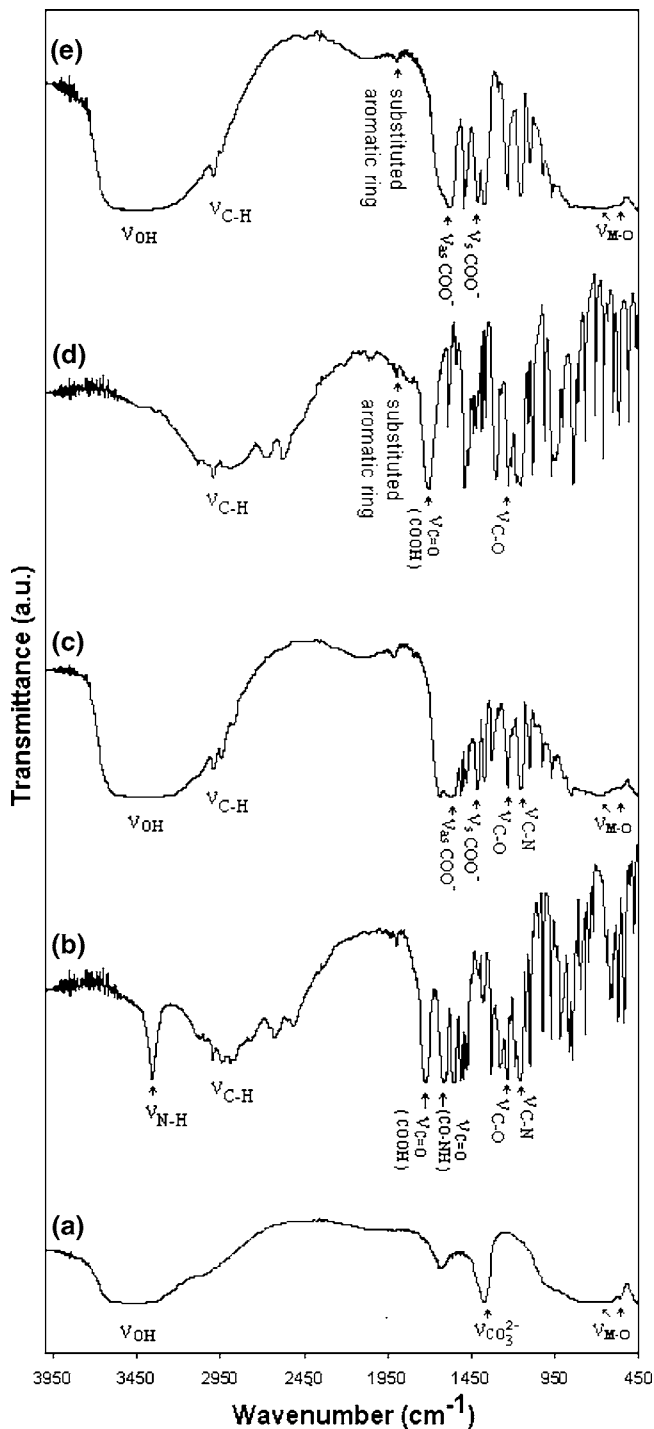 (e)
νOH
νC-H
substituted
aromatic ring
νas COO-
νs COO-
νM-O
(d)
νC-H
substituted
aromatic ring
νC=O
(COOH)
νC-O
Transmittance (a.u.)
(c)
νOH
νC-H
νas COO-
νs COO-
νC-O
νC-N
νM-O
(b)
νN-H
νC-H
νC=O
(COOH)
νC=O
(CO-NH)
νC-O
νC-N
(a)
νOH
νCO3 2-
νM-O
3950 3450 2950 2450 1950 1450 950 450
Wavenumber (cm-1)